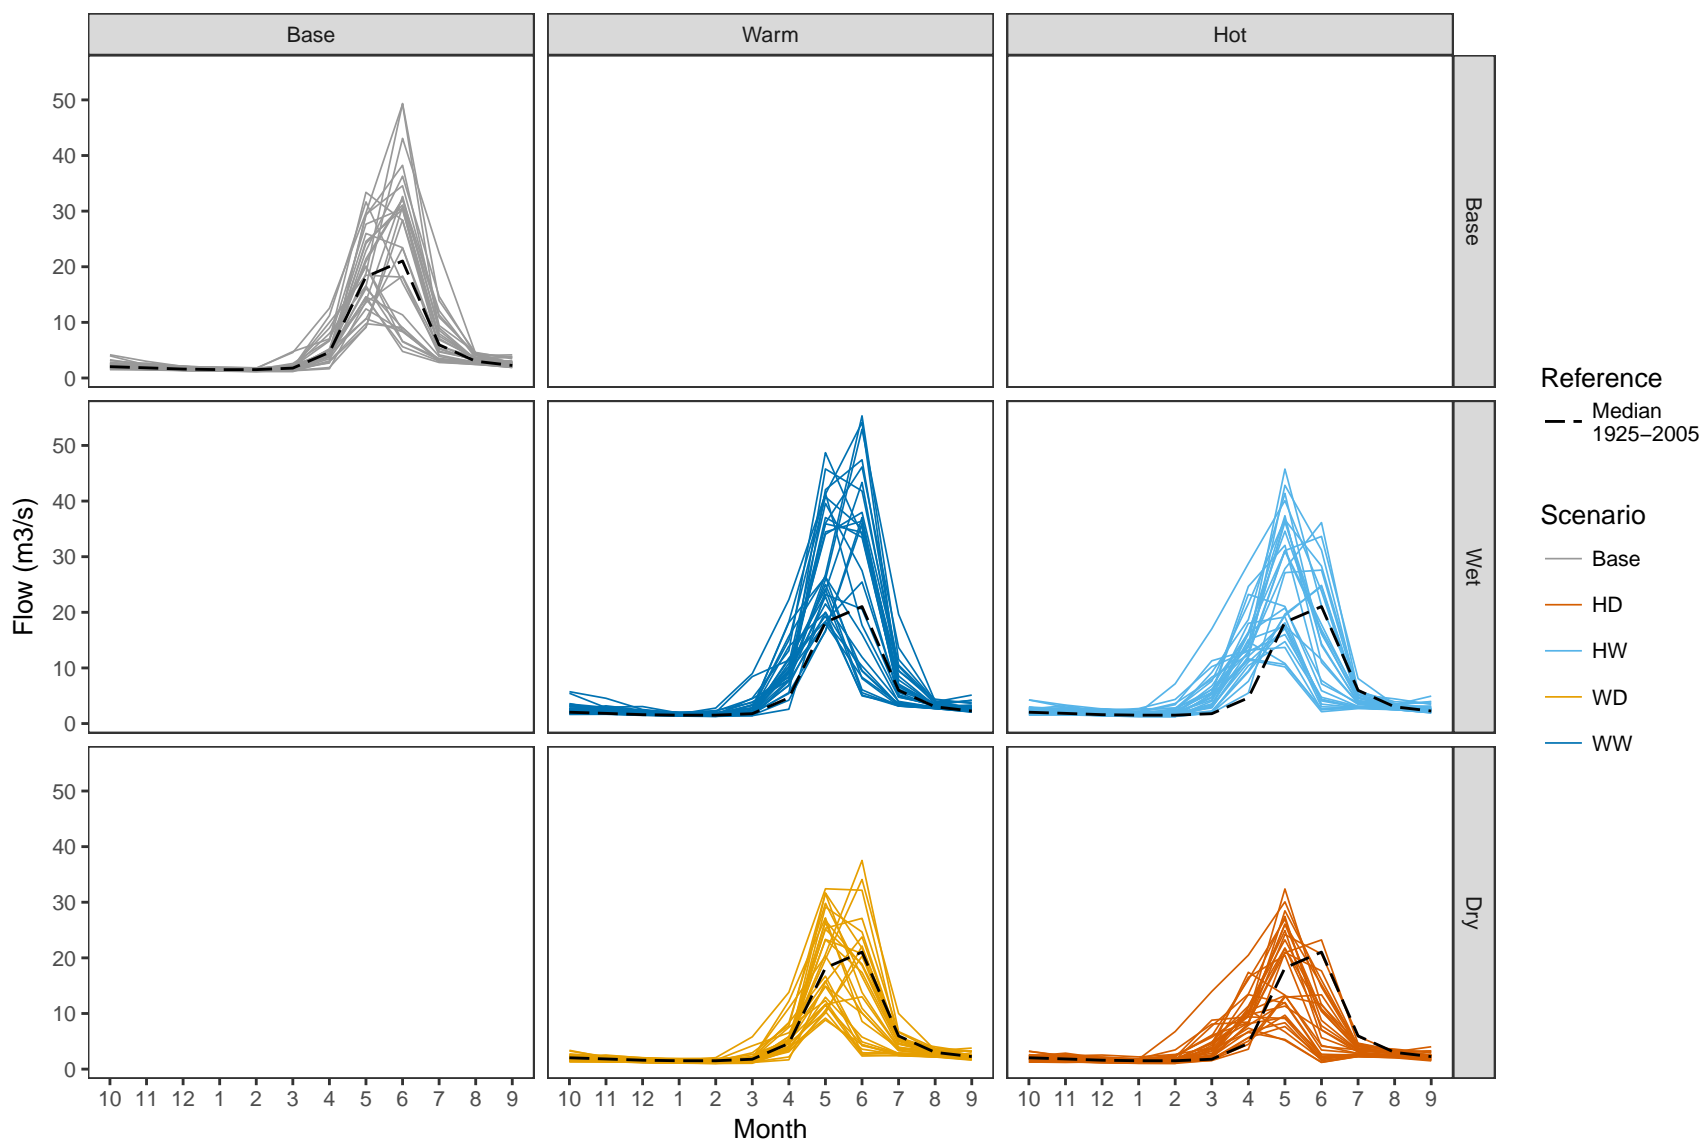 Base Warm Hot
50
40
30
20
10
0
Base
50
40
30
20
10
0
Wet
50
40
30
20
10
0
Dry
Flow (m3/s)
10 11 12 1 2 3 4 5 6 7 8 9 10 11 12 1 2 3 4 5 6 7 8 9 10 11 12 1 2 3 4 5 6 7 8 9
Month
Reference
Median
1925–2005
Scenario
Base
HD
HW
WD
WW